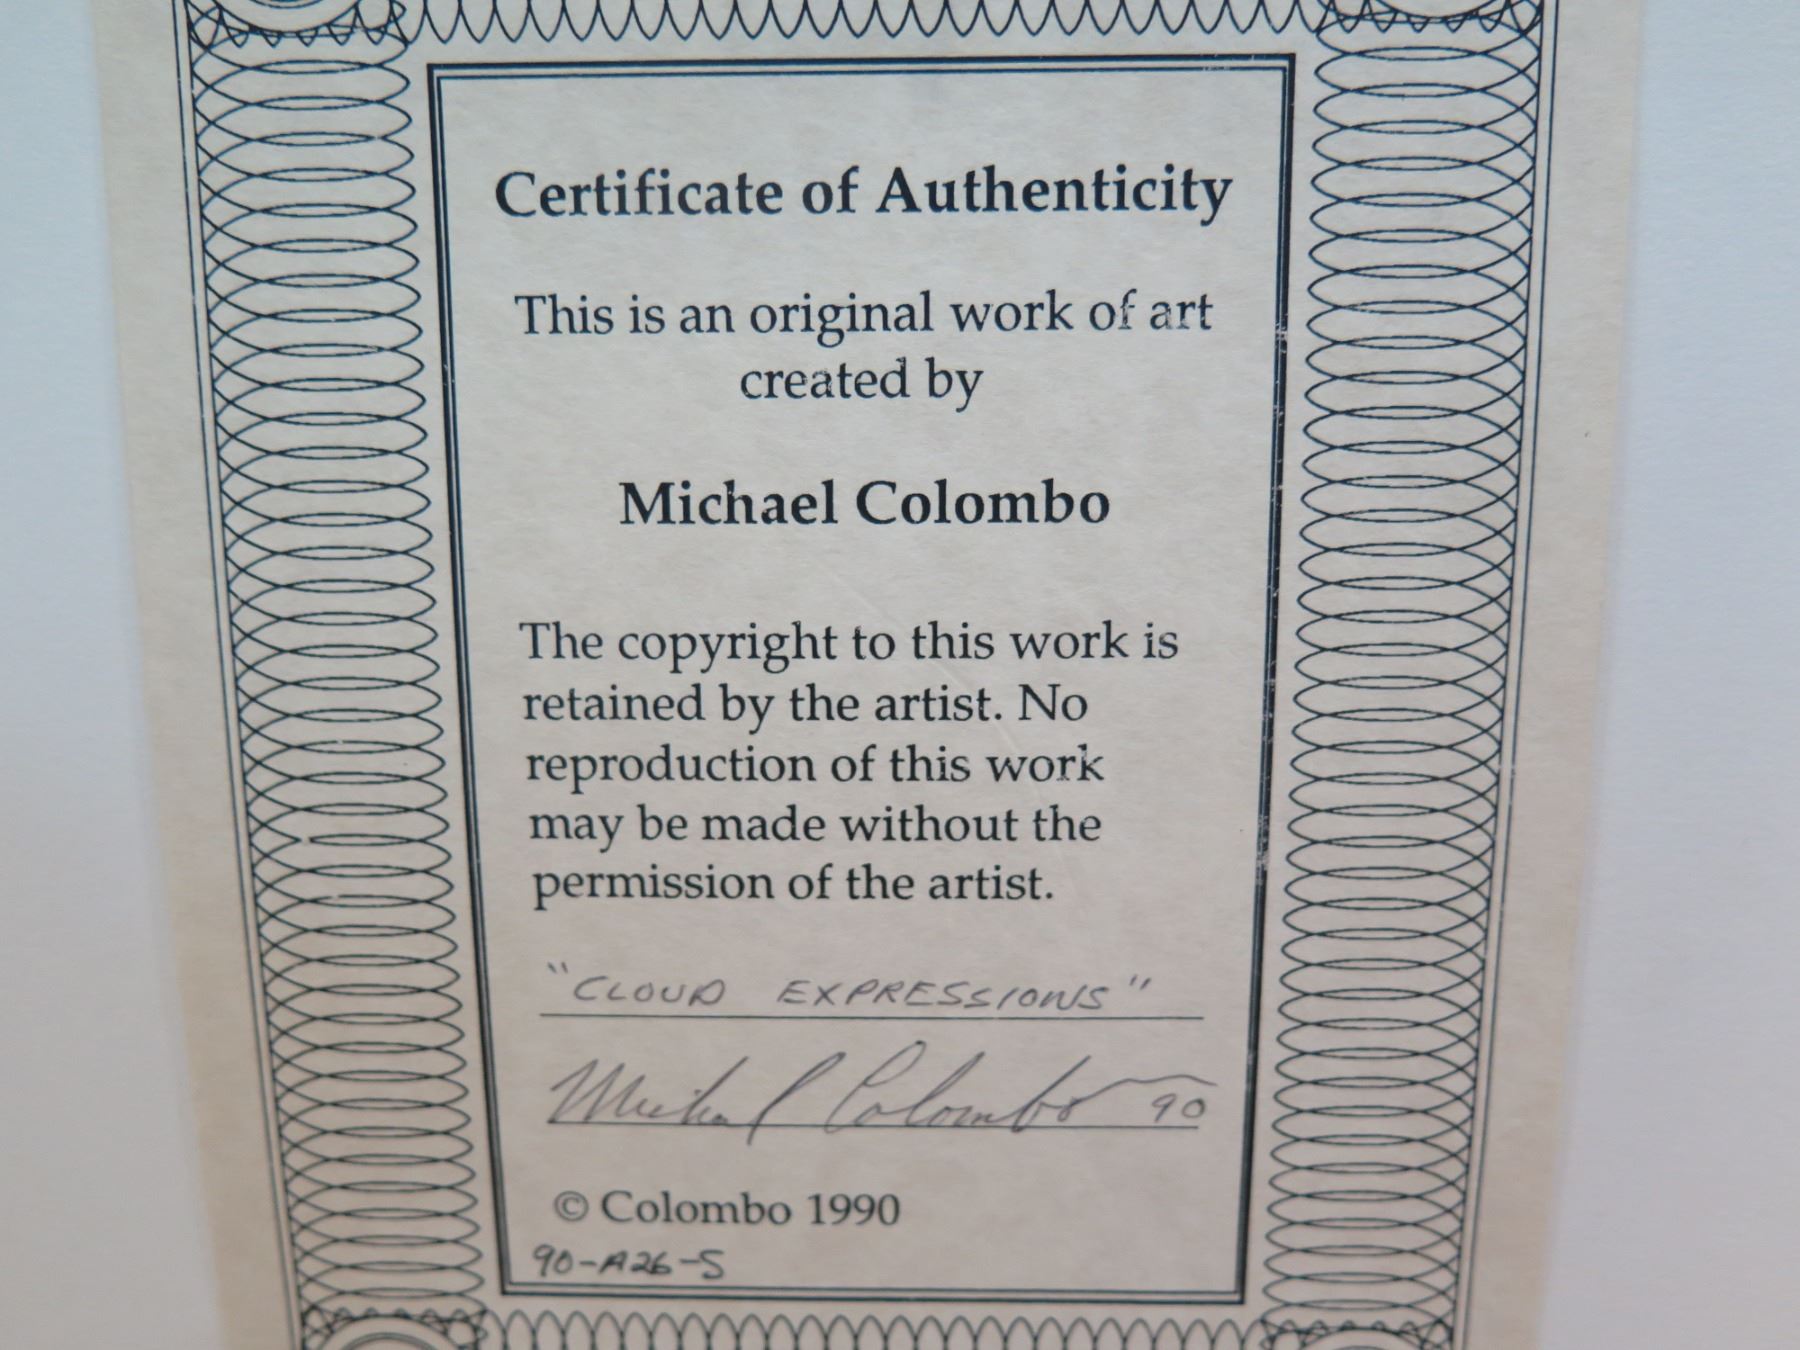 Certificate of Authenticity
This is an original work of art
created by
Michael Colombo
The copyright to this work is
retained by the artist. No
reproduction of this work
may be made without the
permission of the artist.
"CLOUD EXPRESSIONS"
Michael Colombo 90
© Colombo 1990
90-A26-S